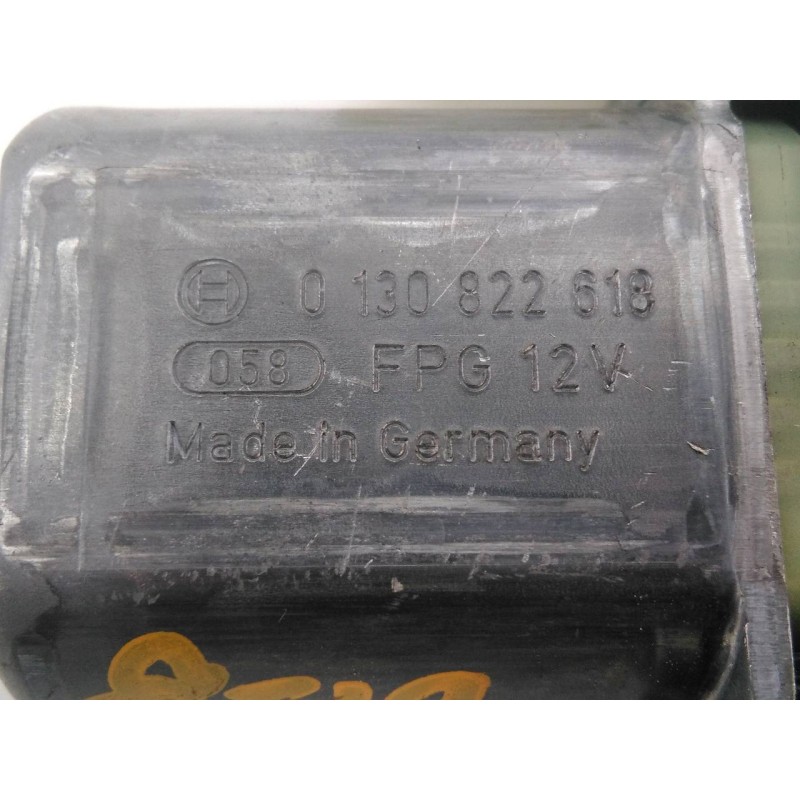 0 130 822 618
058 FPG 12V
Made in Germany